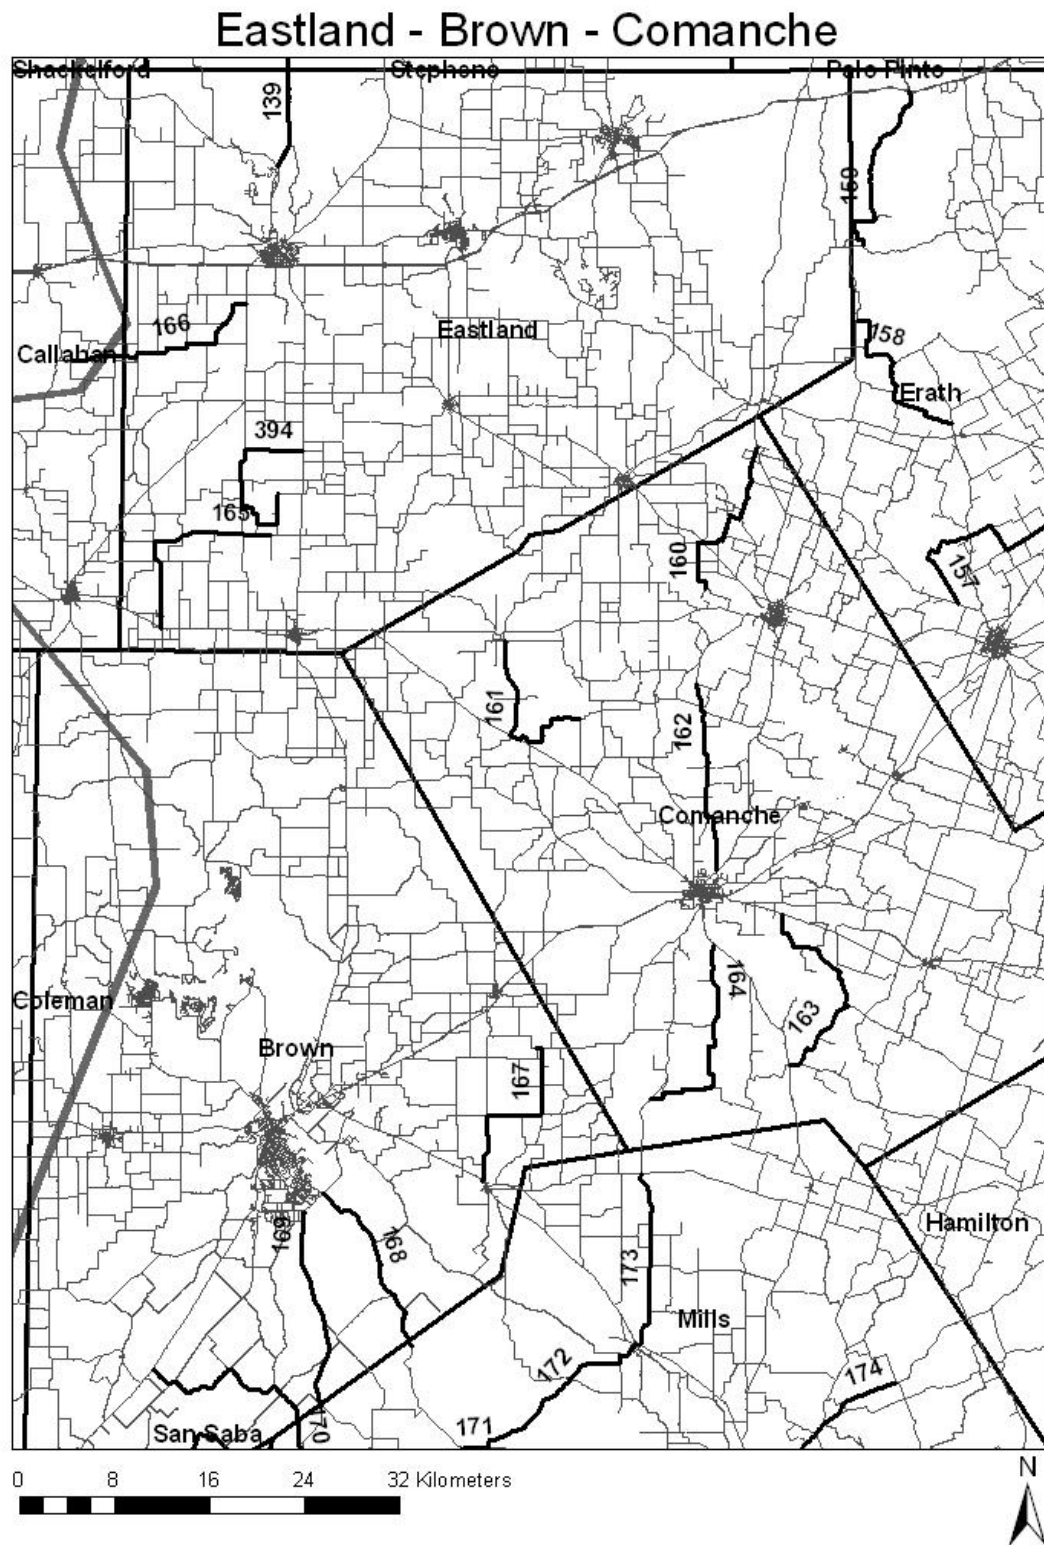 Eastland - Brown - Comanche
Shackelford
Stephens
Palo Pinto
139
159
166
Eastland
158
Callahan
Erath
394
165
160
157
161
162
Comanche
164
Coleman
163
Brown
167
169
168
Hamilton
173
Mills
172
174
171
170
San Saba
0 8 16 24 32 Kilometers
N